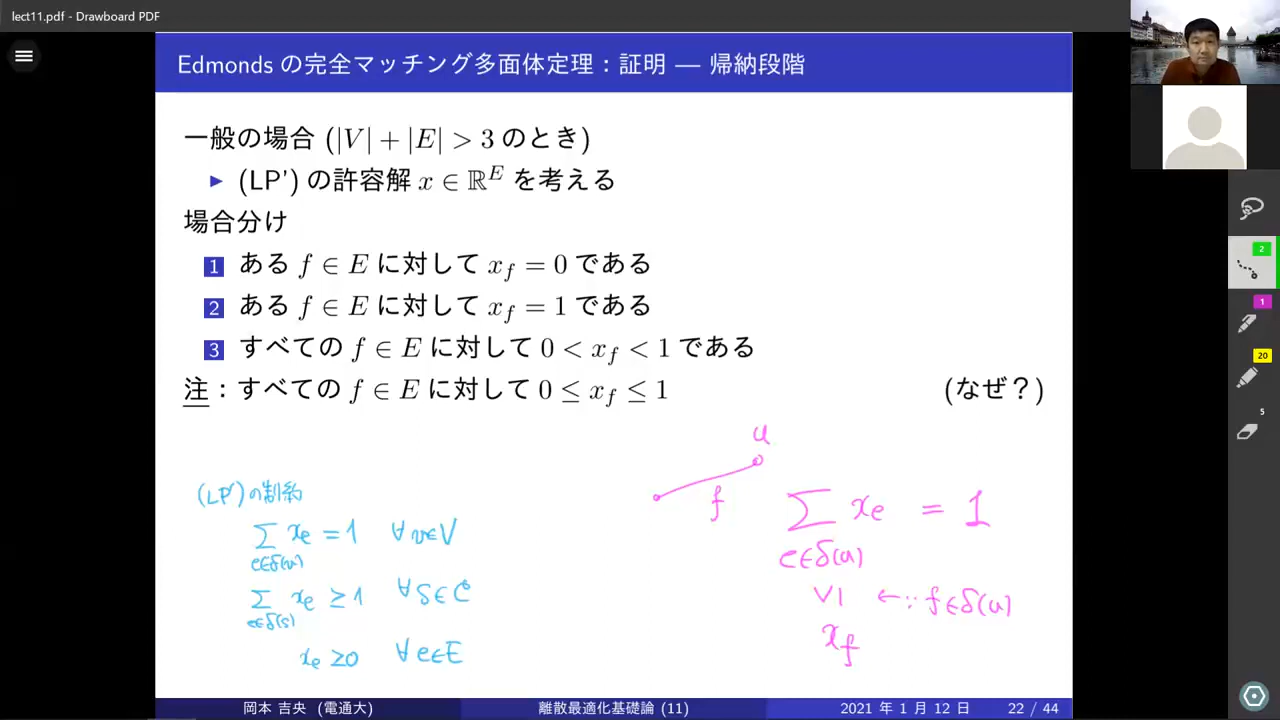 lect11.pdf - Drawboard PDF
Edmonds の完全マッチング多面体定理：証明 — 帰納段階
一般の場合 (|V| + |E| > 3 のとき)
▶ (LP') の許容解 x ∈ ℝ^E を考える
場合分け
1 ある f ∈ E に対して x_f = 0 である
2 ある f ∈ E に対して x_f = 1 である
3 すべての f ∈ E に対して 0 < x_f < 1 である
注：すべての f ∈ E に対して 0 ≤ x_f ≤ 1 (なぜ？)
(LP')の制約
Σ_{e∈δ(v)} x_e = 1 ∀v∈V
Σ_{e∈δ(S)} x_e ≥ 1 ∀S∈C
x_e ≥ 0 ∀e∈E
u
f
Σ_{e∈δ(u)} x_e = 1
∨| ←∵ f∈δ(u)
x_f
岡本 吉央 (電通大) 離散最適化基礎論 (11) 2021 年 1 月 12 日 22 / 44
2
1
20
5